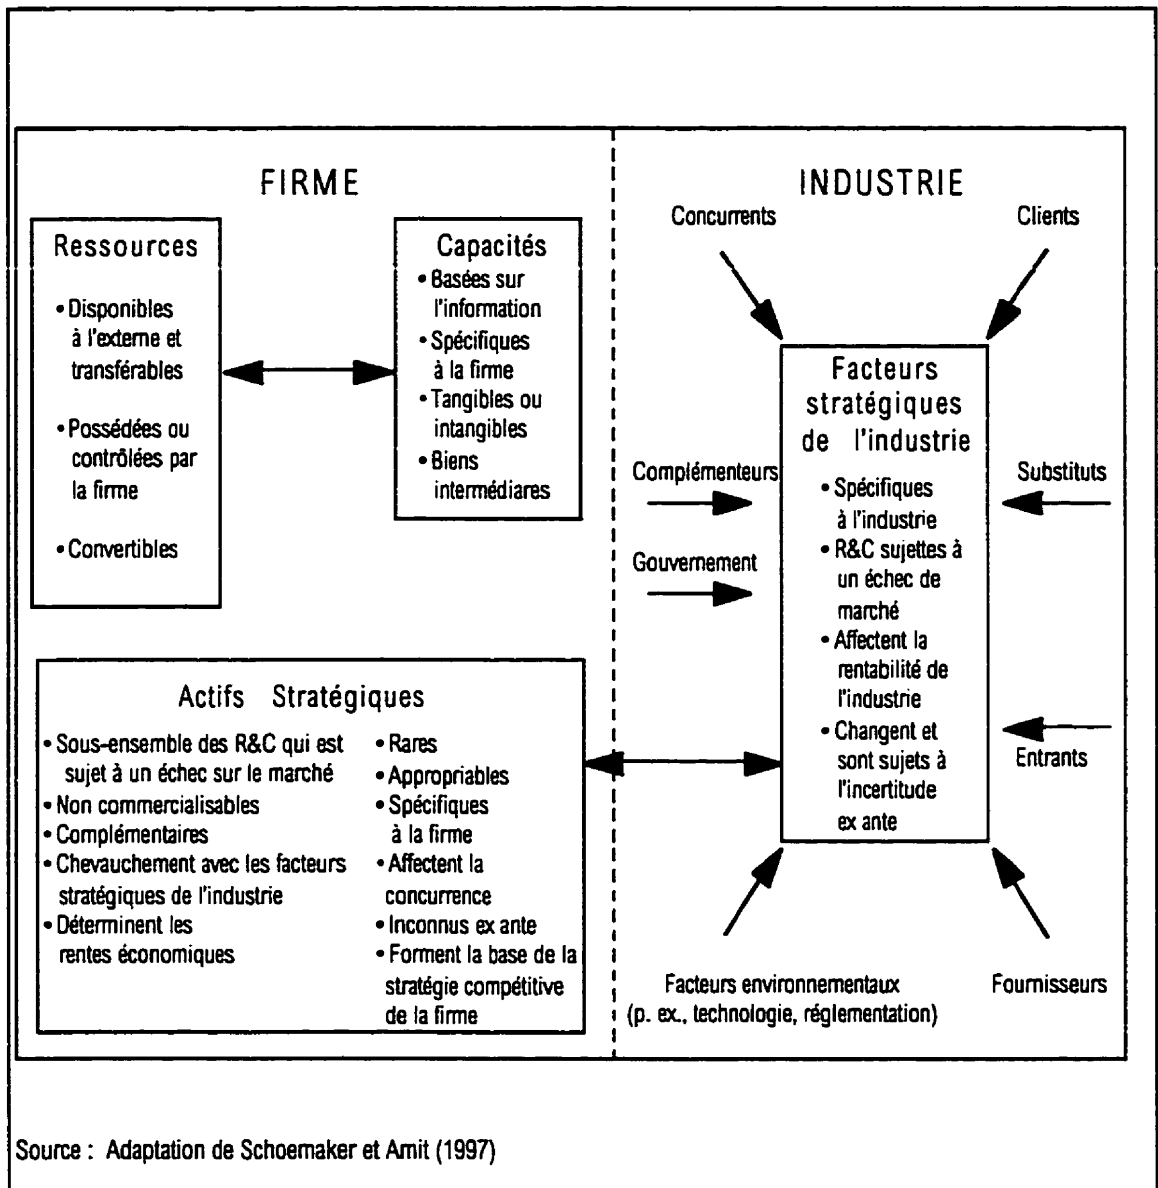 FIRME
Ressources
• Disponibles
à l'externe et
transférables
• Possédées ou
contrôlées par
la firme
• Convertibles
Capacités
• Basées sur
l'information
• Spécifiques
à la firme
• Tangibles ou
intangibles
• Biens
intermédiares
Actifs Stratégiques
• Sous-ensemble des R&C qui est
sujet à un échec sur le marché
• Non commercialisables
• Complémentaires
• Chevauchement avec les facteurs
stratégiques de l'industrie
• Déterminent les
rentes économiques
• Rares
• Appropriables
• Spécifiques
à la firme
• Affectent la
concurrence
• Inconnus ex ante
• Forment la base de la
stratégie compétitive
de la firme
INDUSTRIE
Concurrents
Clients
Facteurs
stratégiques
de l'industrie
• Spécifiques
à l'industrie
• R&C sujettes à
un échec de
marché
• Affectent la
rentabilité de
l'industrie
• Changent et
sont sujets à
l'incertitude
ex ante
Complémenteurs
Gouvernement
Substituts
Entrants
Facteurs environnementaux
(p. ex., technologie, réglementation)
Fournisseurs
Source : Adaptation de Schoemaker et Amit (1997)